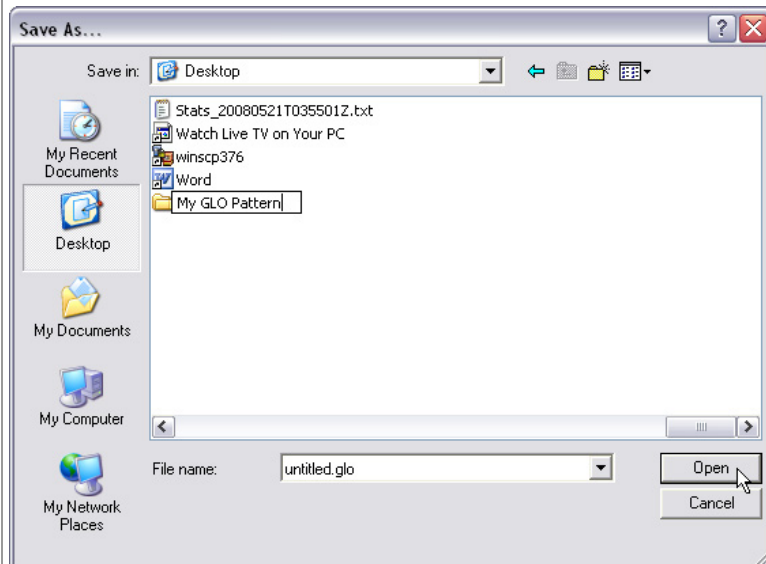 Save As...
Save in:
Desktop
My Recent
Documents
Desktop
My Documents
My Computer
My Network
Places
Stats_20080521T035501Z.txt
Watch Live TV on Your PC
winscp376
Word
My GLO Pattern
File name:
untitled.glo
Open
Cancel